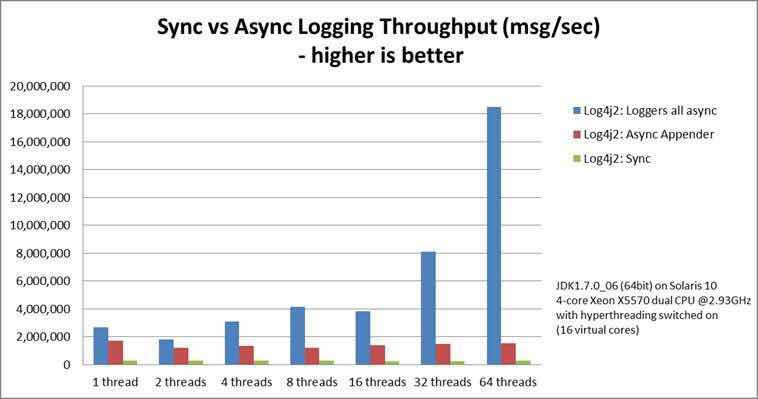 Sync vs Async Logging Throughput (msg/sec)
- higher is better
20,000,000
18,000,000
16,000,000
14,000,000
12,000,000
10,000,000
8,000,000
6,000,000
4,000,000
2,000,000
0
1 thread 2 threads 4 threads 8 threads 16 threads 32 threads 64 threads
Log4j2: Loggers all async
Log4j2: Async Appender
Log4j2: Sync
JDK1.7.0_06 (64bit) on Solaris 10
4-core Xeon X5570 dual CPU @2.93GHz
with hyperthreading switched on
(16 virtual cores)